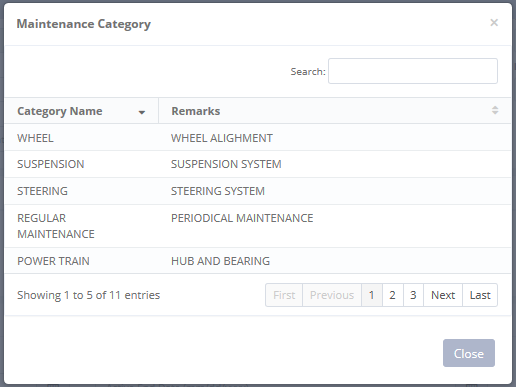 Maintenance Category ×
Search:
Category Name Remarks
WHEEL WHEEL ALIGHMENT
SUSPENSION SUSPENSION SYSTEM
STEERING STEERING SYSTEM
REGULAR MAINTENANCE PERIODICAL MAINTENANCE
POWER TRAIN HUB AND BEARING
Showing 1 to 5 of 11 entries First Previous 1 2 3 Next Last
Close